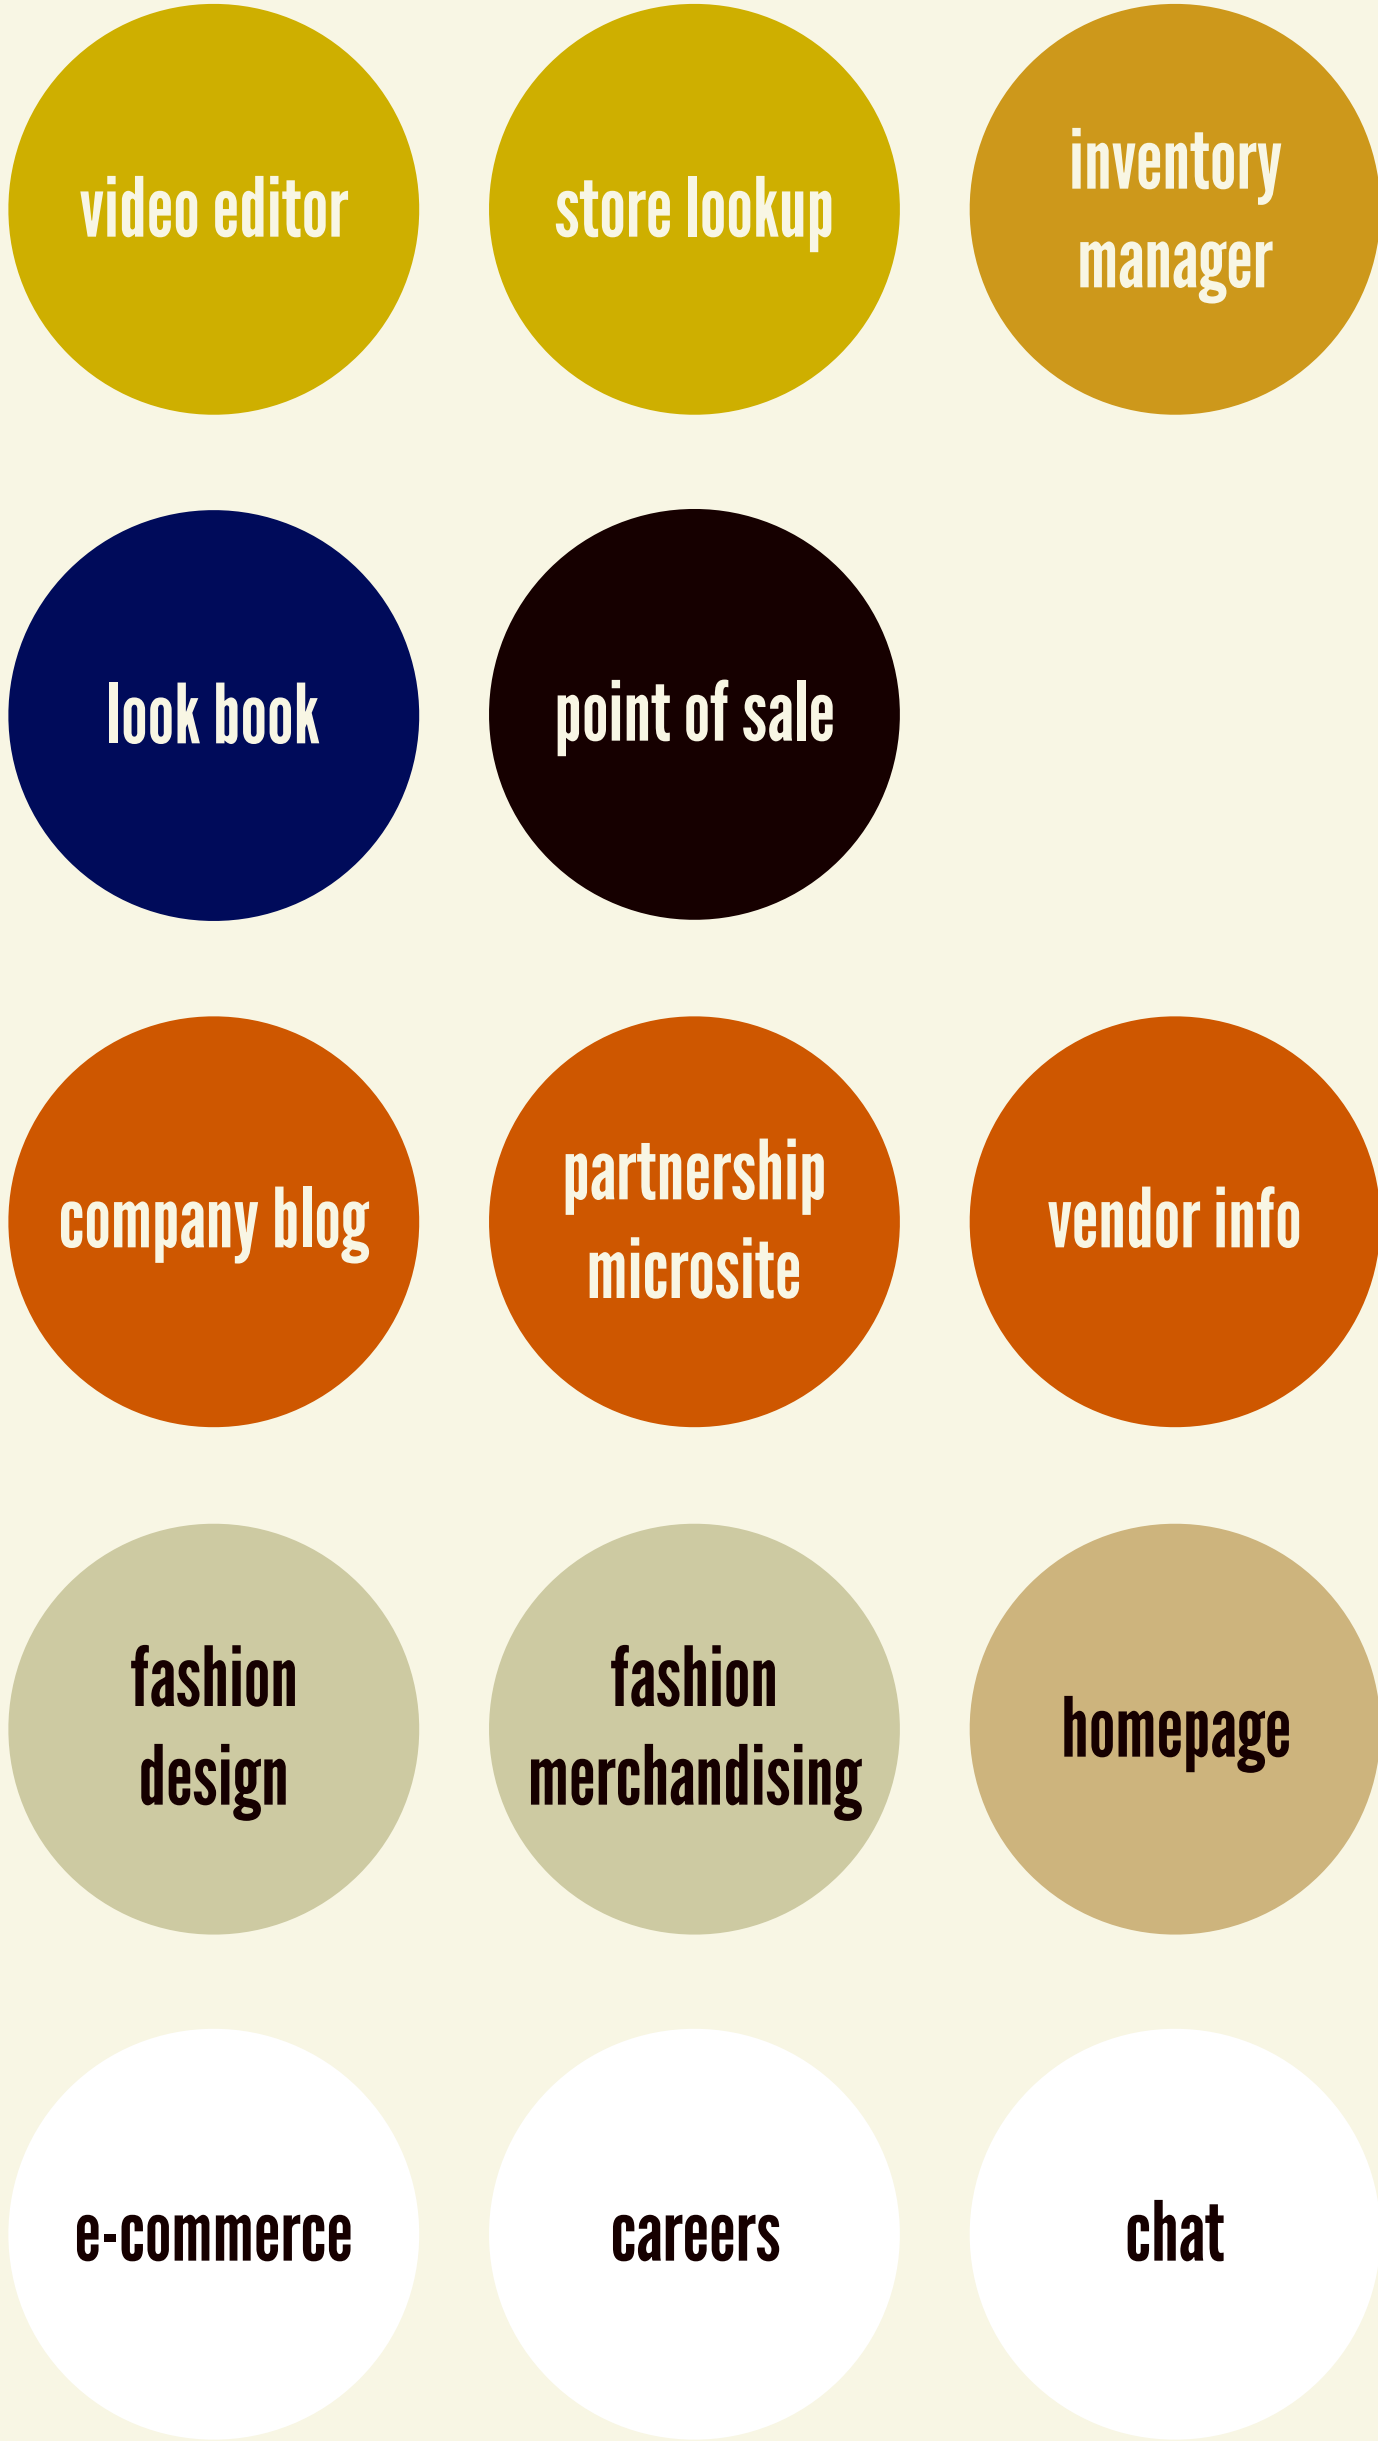 video editor
store lookup
inventory
manager
look book
point of sale
company blog
partnership
microsite
vendor info
fashion
design
fashion
merchandising
homepage
e-commerce
careers
chat